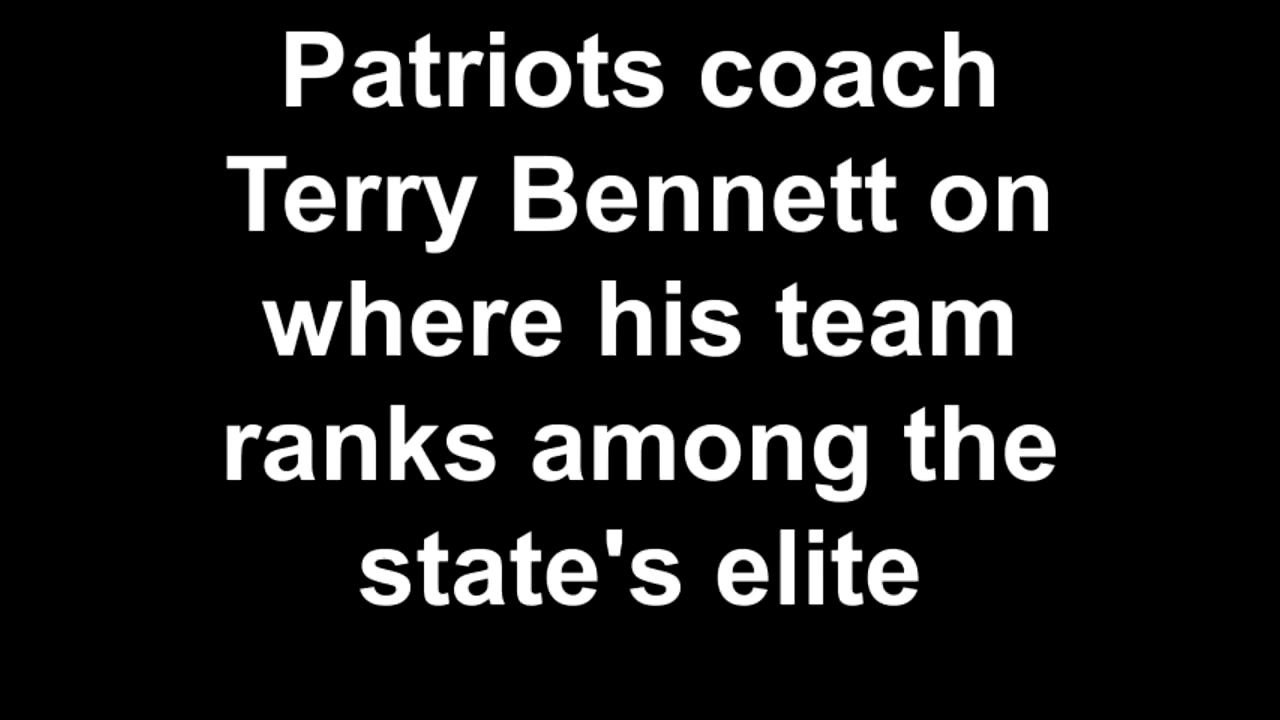 Patriots coach
Terry Bennett on
where his team
ranks among the
state's elite